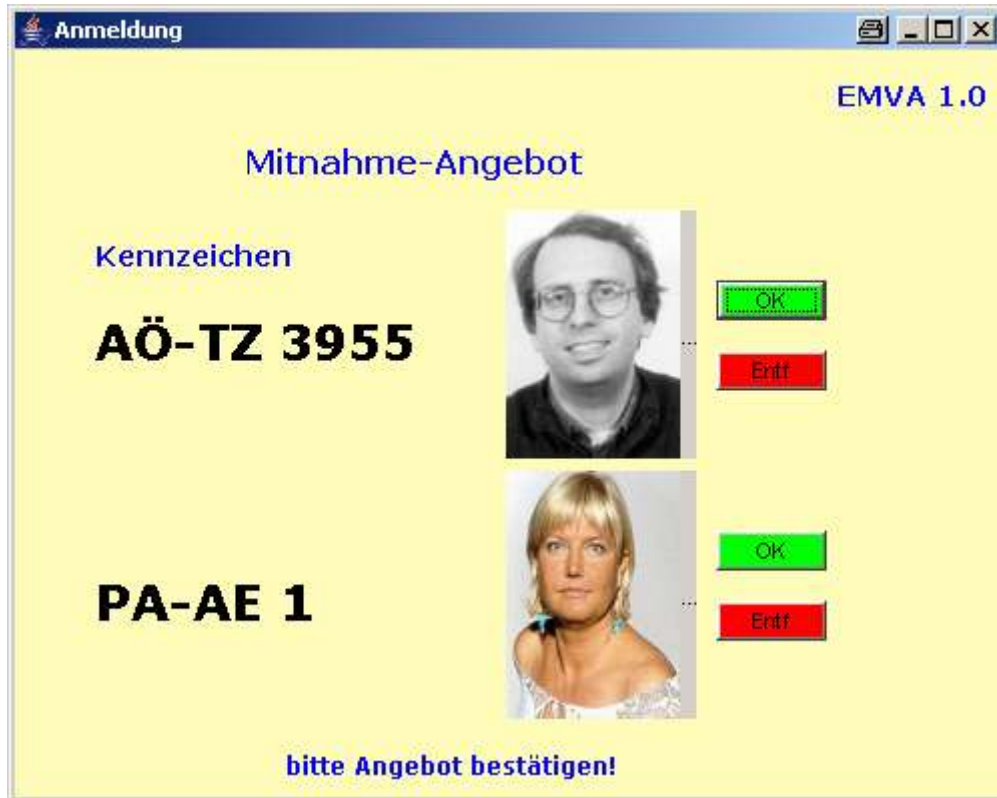 Anmeldung
EMVA 1.0
Mitnahme-Angebot
Kennzeichen
AÖ-TZ 3955
...
OK
Entf
PA-AE 1
...
OK
Entf
bitte Angebot bestätigen!